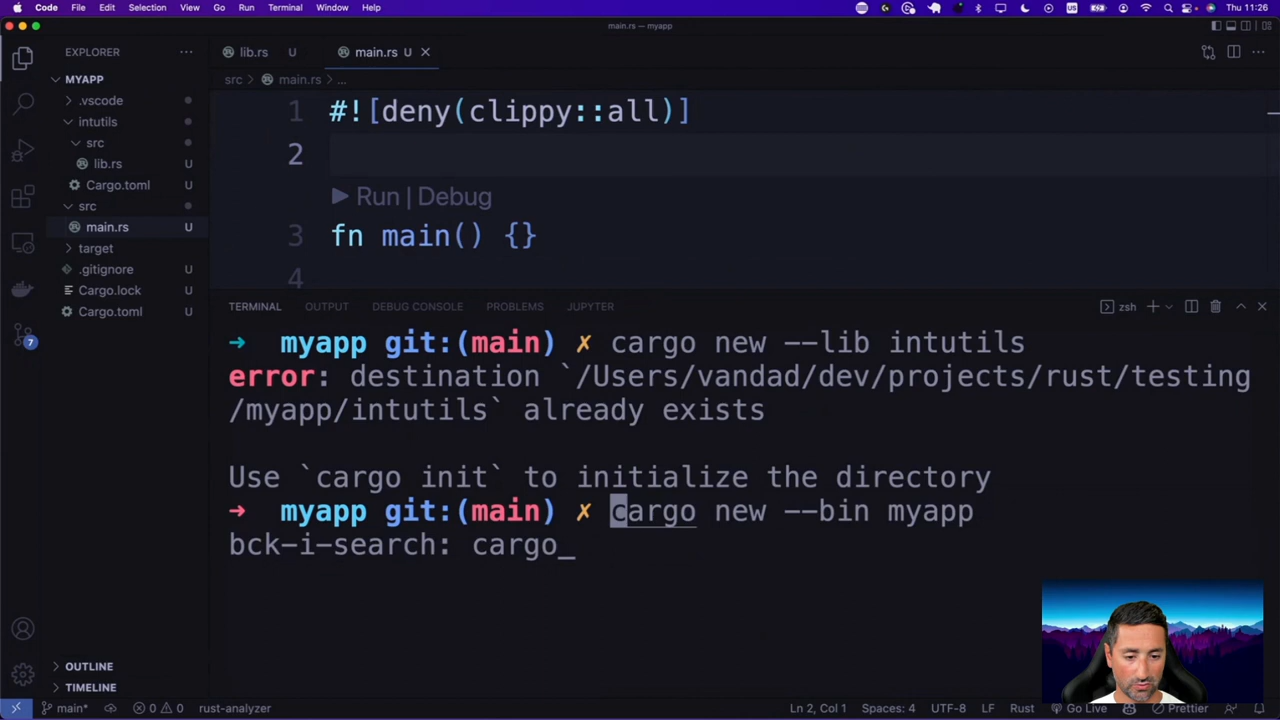 Code File Edit Selection View Go Run Terminal Window Help Thu 11:26
main.rs — myapp
EXPLORER
lib.rs U
main.rs U
MYAPP
.vscode
intutils
src
lib.rs U
Cargo.toml U
src
main.rs U
target
.gitignore U
Cargo.lock U
Cargo.toml U
7
OUTLINE
TIMELINE
src > main.rs > ...
1 #![deny(clippy::all)]
2
Run | Debug
3 fn main() {}
4
TERMINAL OUTPUT DEBUG CONSOLE PROBLEMS JUPYTER zsh
→ myapp git:(main) ✗ cargo new --lib intutils
error: destination `/Users/vandad/dev/projects/rust/testing
/myapp/intutils` already exists
Use `cargo init` to initialize the directory
→ myapp git:(main) ✗ cargo new --bin myapp
bck-i-search: cargo_
main* 0 0 rust-analyzer Ln 2, Col 1 Spaces: 4 UTF-8 LF Rust Go Live Prettier